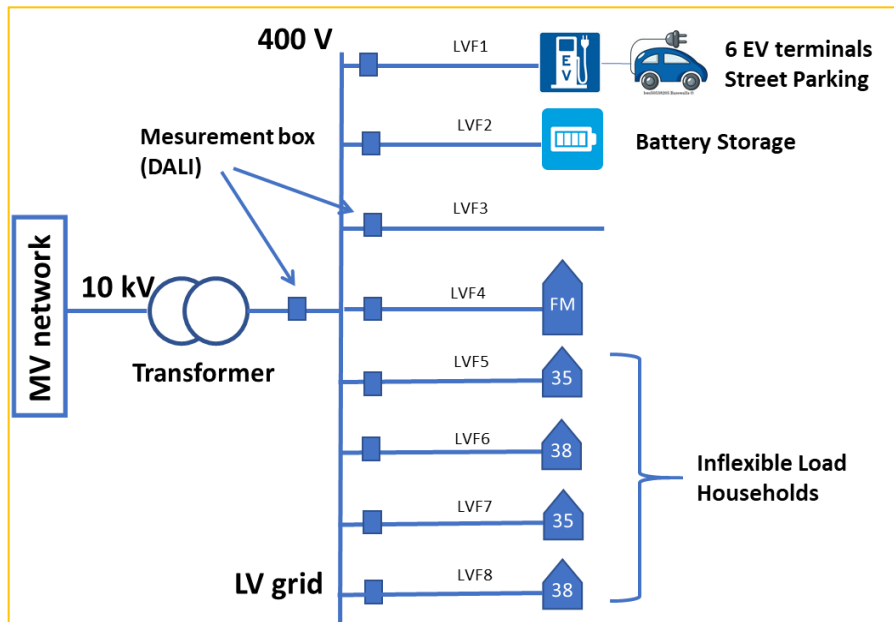 400 V
LVF1
EV
6 EV terminals
Street Parking
LVF2
Battery Storage
Mesurement box
(DALI)
LVF3
MV network
10 kV
LVF4
FM
Transformer
LVF5
35
LVF6
38
Inflexible Load
Households
LVF7
35
LV grid
LVF8
38